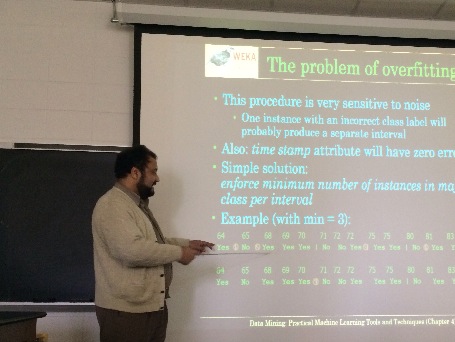 WEKA
The problem of overfitting
• This procedure is very sensitive to noise
• One instance with an incorrect class label will
probably produce a separate interval
• Also: time stamp attribute will have zero erro
• Simple solution:
enforce minimum number of instances in maj
class per interval
• Example (with min = 3):
64 65 68 69 70 71 72 72 75 75 80 81 83
Yes No Yes Yes Yes | No No Yes Yes Yes | No Yes Yes
64 65 68 69 70 71 72 72 75 75 80 81 83
Yes No Yes Yes Yes No No Yes Yes Yes | No Yes Yes
Data Mining: Practical Machine Learning Tools and Techniques (Chapter 4